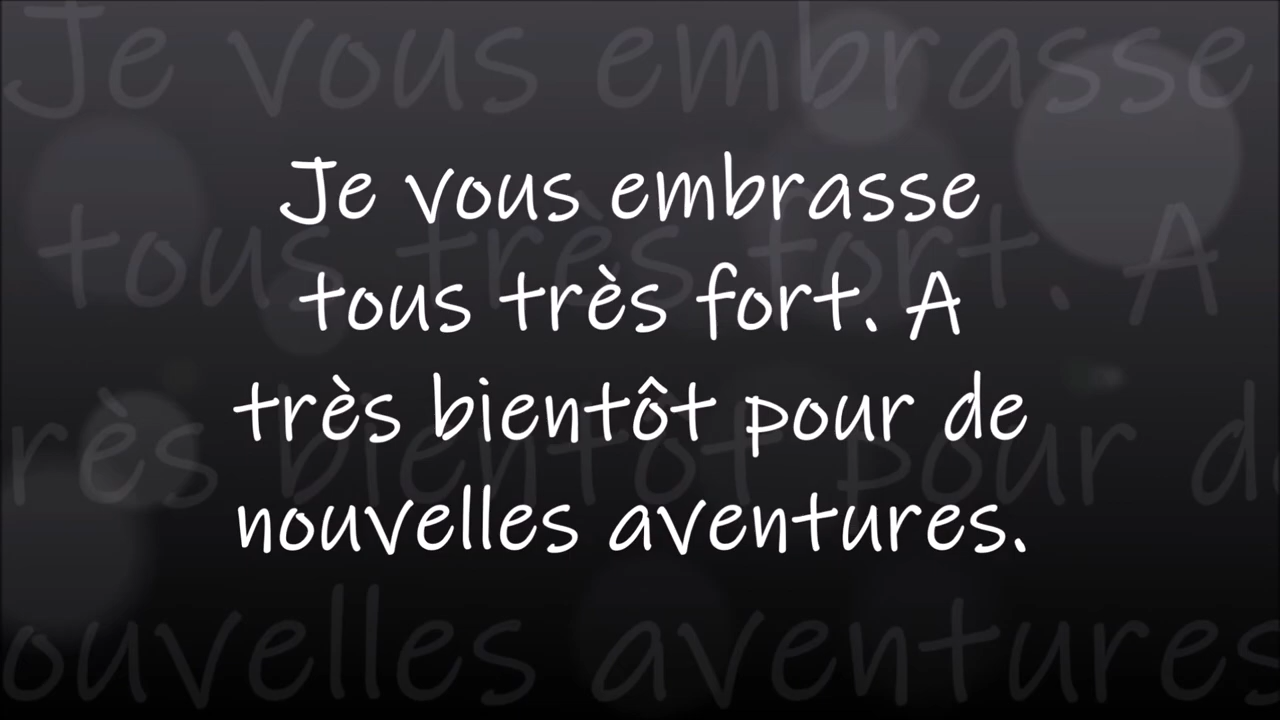 Je vous embrasse
tous très fort. A
très bientôt pour de
nouvelles aventures.